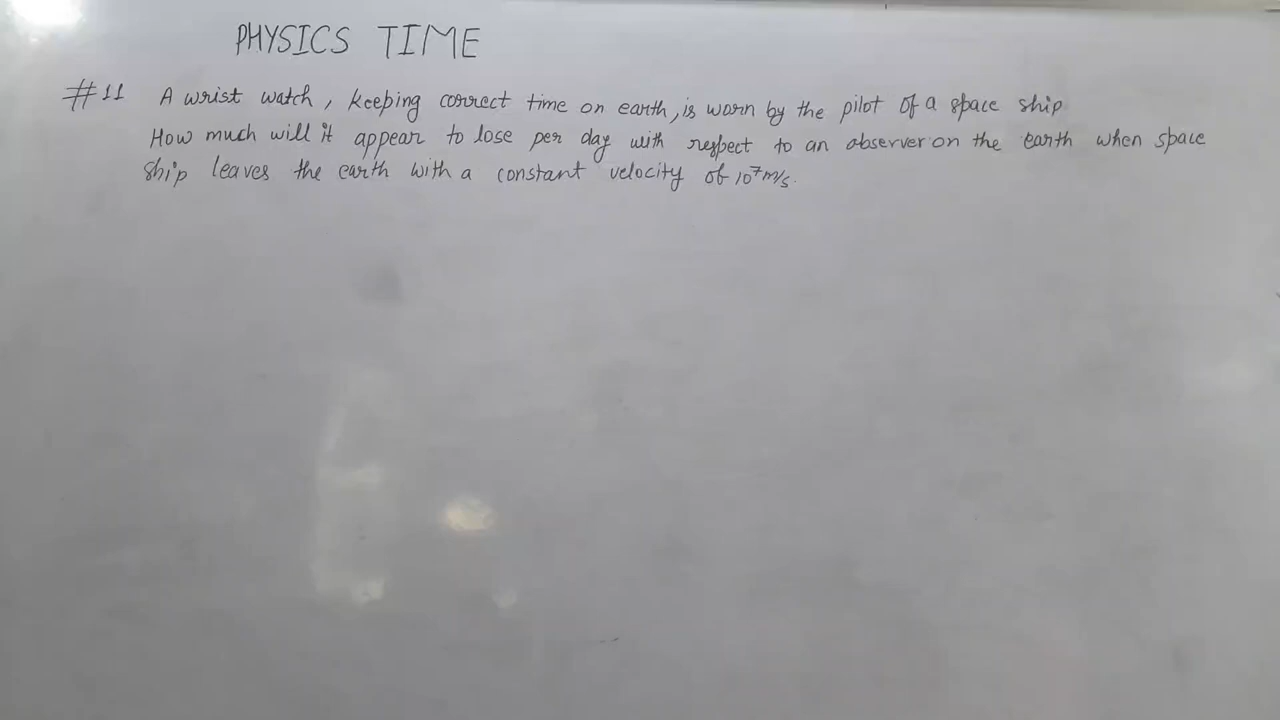 PHYSICS TIME
#11 A wrist watch, keeping correct time on earth, is worn by the pilot of a space ship
How much will it appear to lose per day with respect to an observer on the earth when space
ship leaves the earth with a constant velocity of 10⁷ m/s.